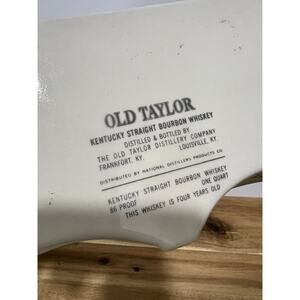 OLD TAYLOR
KENTUCKY STRAIGHT BOURBON WHISKEY
DISTILLED & BOTTLED BY
THE OLD TAYLOR DISTILLERY COMPANY
FRANKFORT, KY. LOUISVILLE, KY.
DISTRIBUTED BY NATIONAL DISTILLERS PRODUCTS CO
KENTUCKY STRAIGHT BOURBON WHISKEY
86 PROOF ONE QUART
THIS WHISKEY IS FOUR YEARS OLD